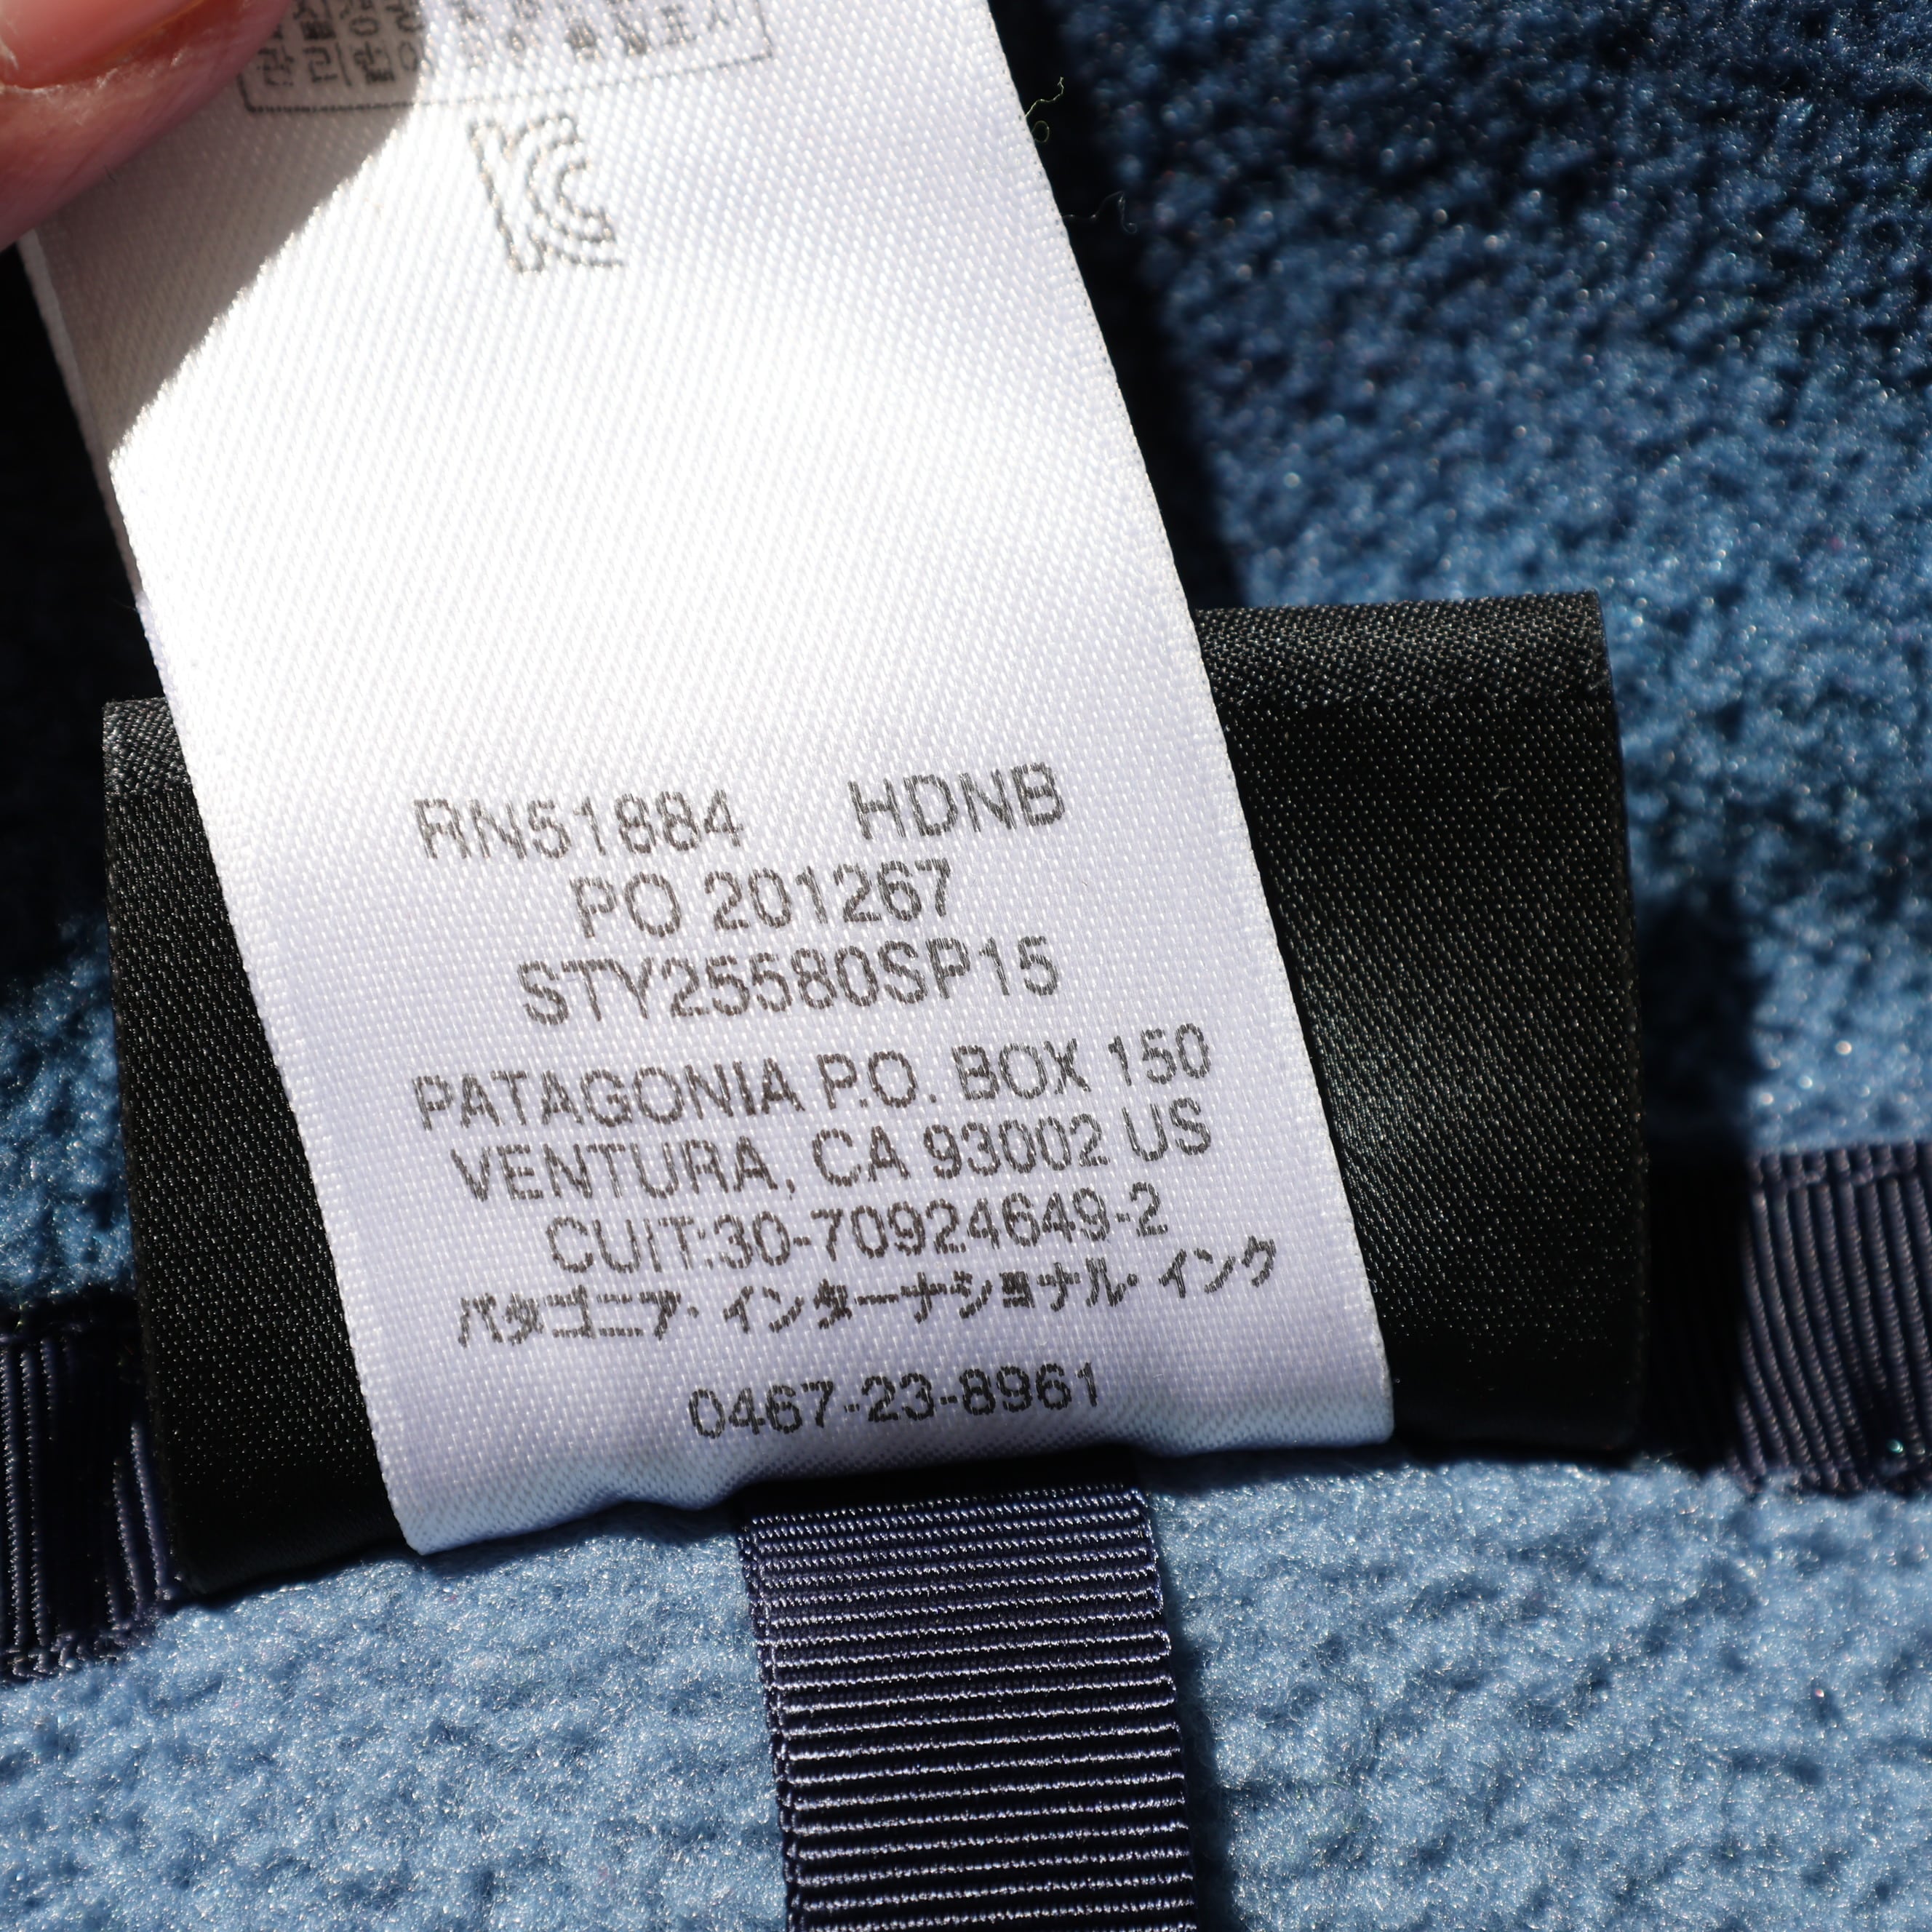 RN51884 HDNB
PO 201267
STY25580SP15
PATAGONIA P.O. BOX 150
VENTURA, CA 93002 US
CUIT:30-70924649-2
パタゴニア・インターナショナル・インク
0467-23-8961